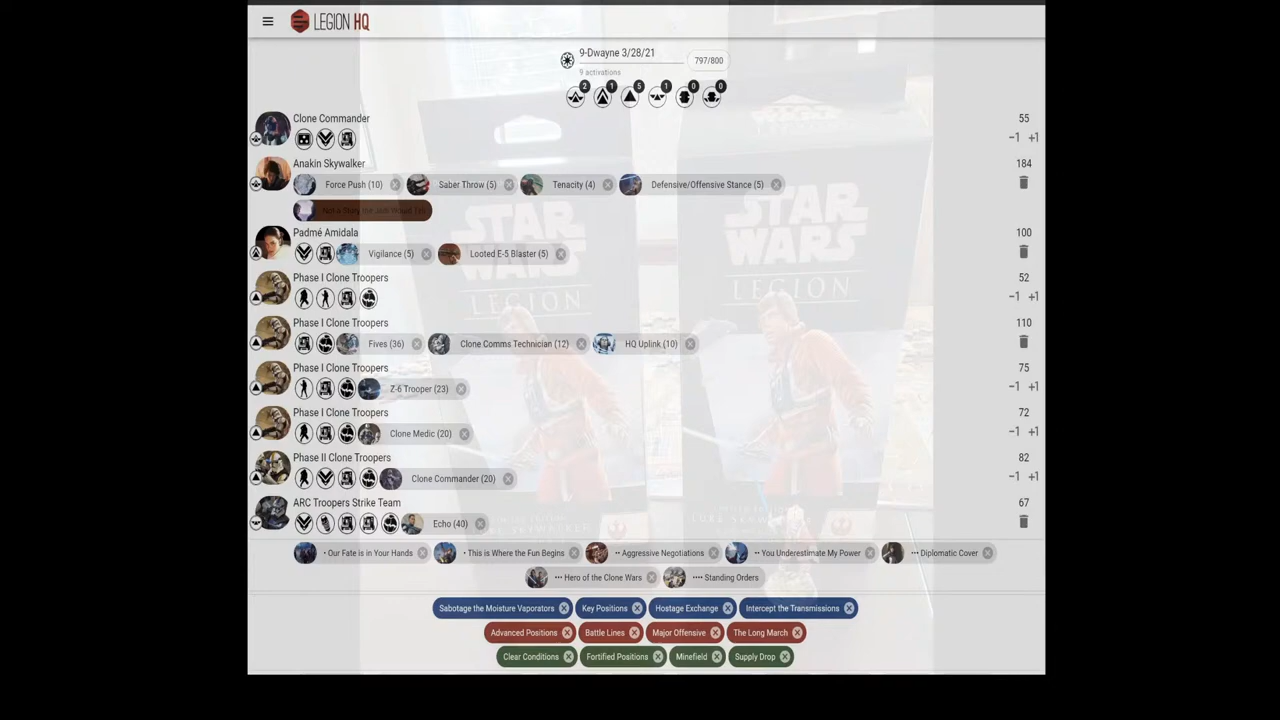 LEGION HQ
9-Dwayne 3/28/21
797/800
9 activations
2 1 5 1 0 0
Clone Commander 55
−1 +1
Anakin Skywalker 184
Force Push (10) Saber Throw (5) Tenacity (4) Defensive/Offensive Stance (5)
Padmé Amidala 100
Vigilance (5) Looted E-5 Blaster (5)
Phase I Clone Troopers 52
−1 +1
Phase I Clone Troopers 110
Fives (36) Clone Comms Technician (12) HQ Uplink (10)
Phase I Clone Troopers 75
Z-6 Trooper (23) −1 +1
Phase I Clone Troopers 72
Clone Medic (20) −1 +1
Phase II Clone Troopers 82
Clone Commander (20) −1 +1
ARC Troopers Strike Team 67
Echo (40)
• Our Fate is in Your Hands • This is Where the Fun Begins •• Aggressive Negotiations •• You Underestimate My Power ••• Diplomatic Cover
••• Hero of the Clone Wars •••• Standing Orders
Sabotage the Moisture Vaporators Key Positions Hostage Exchange Intercept the Transmissions
Advanced Positions Battle Lines Major Offensive The Long March
Clear Conditions Fortified Positions Minefield Supply Drop
STAR WARS LEGION
STAR WARS LEGION
LUKE SKYWALKER